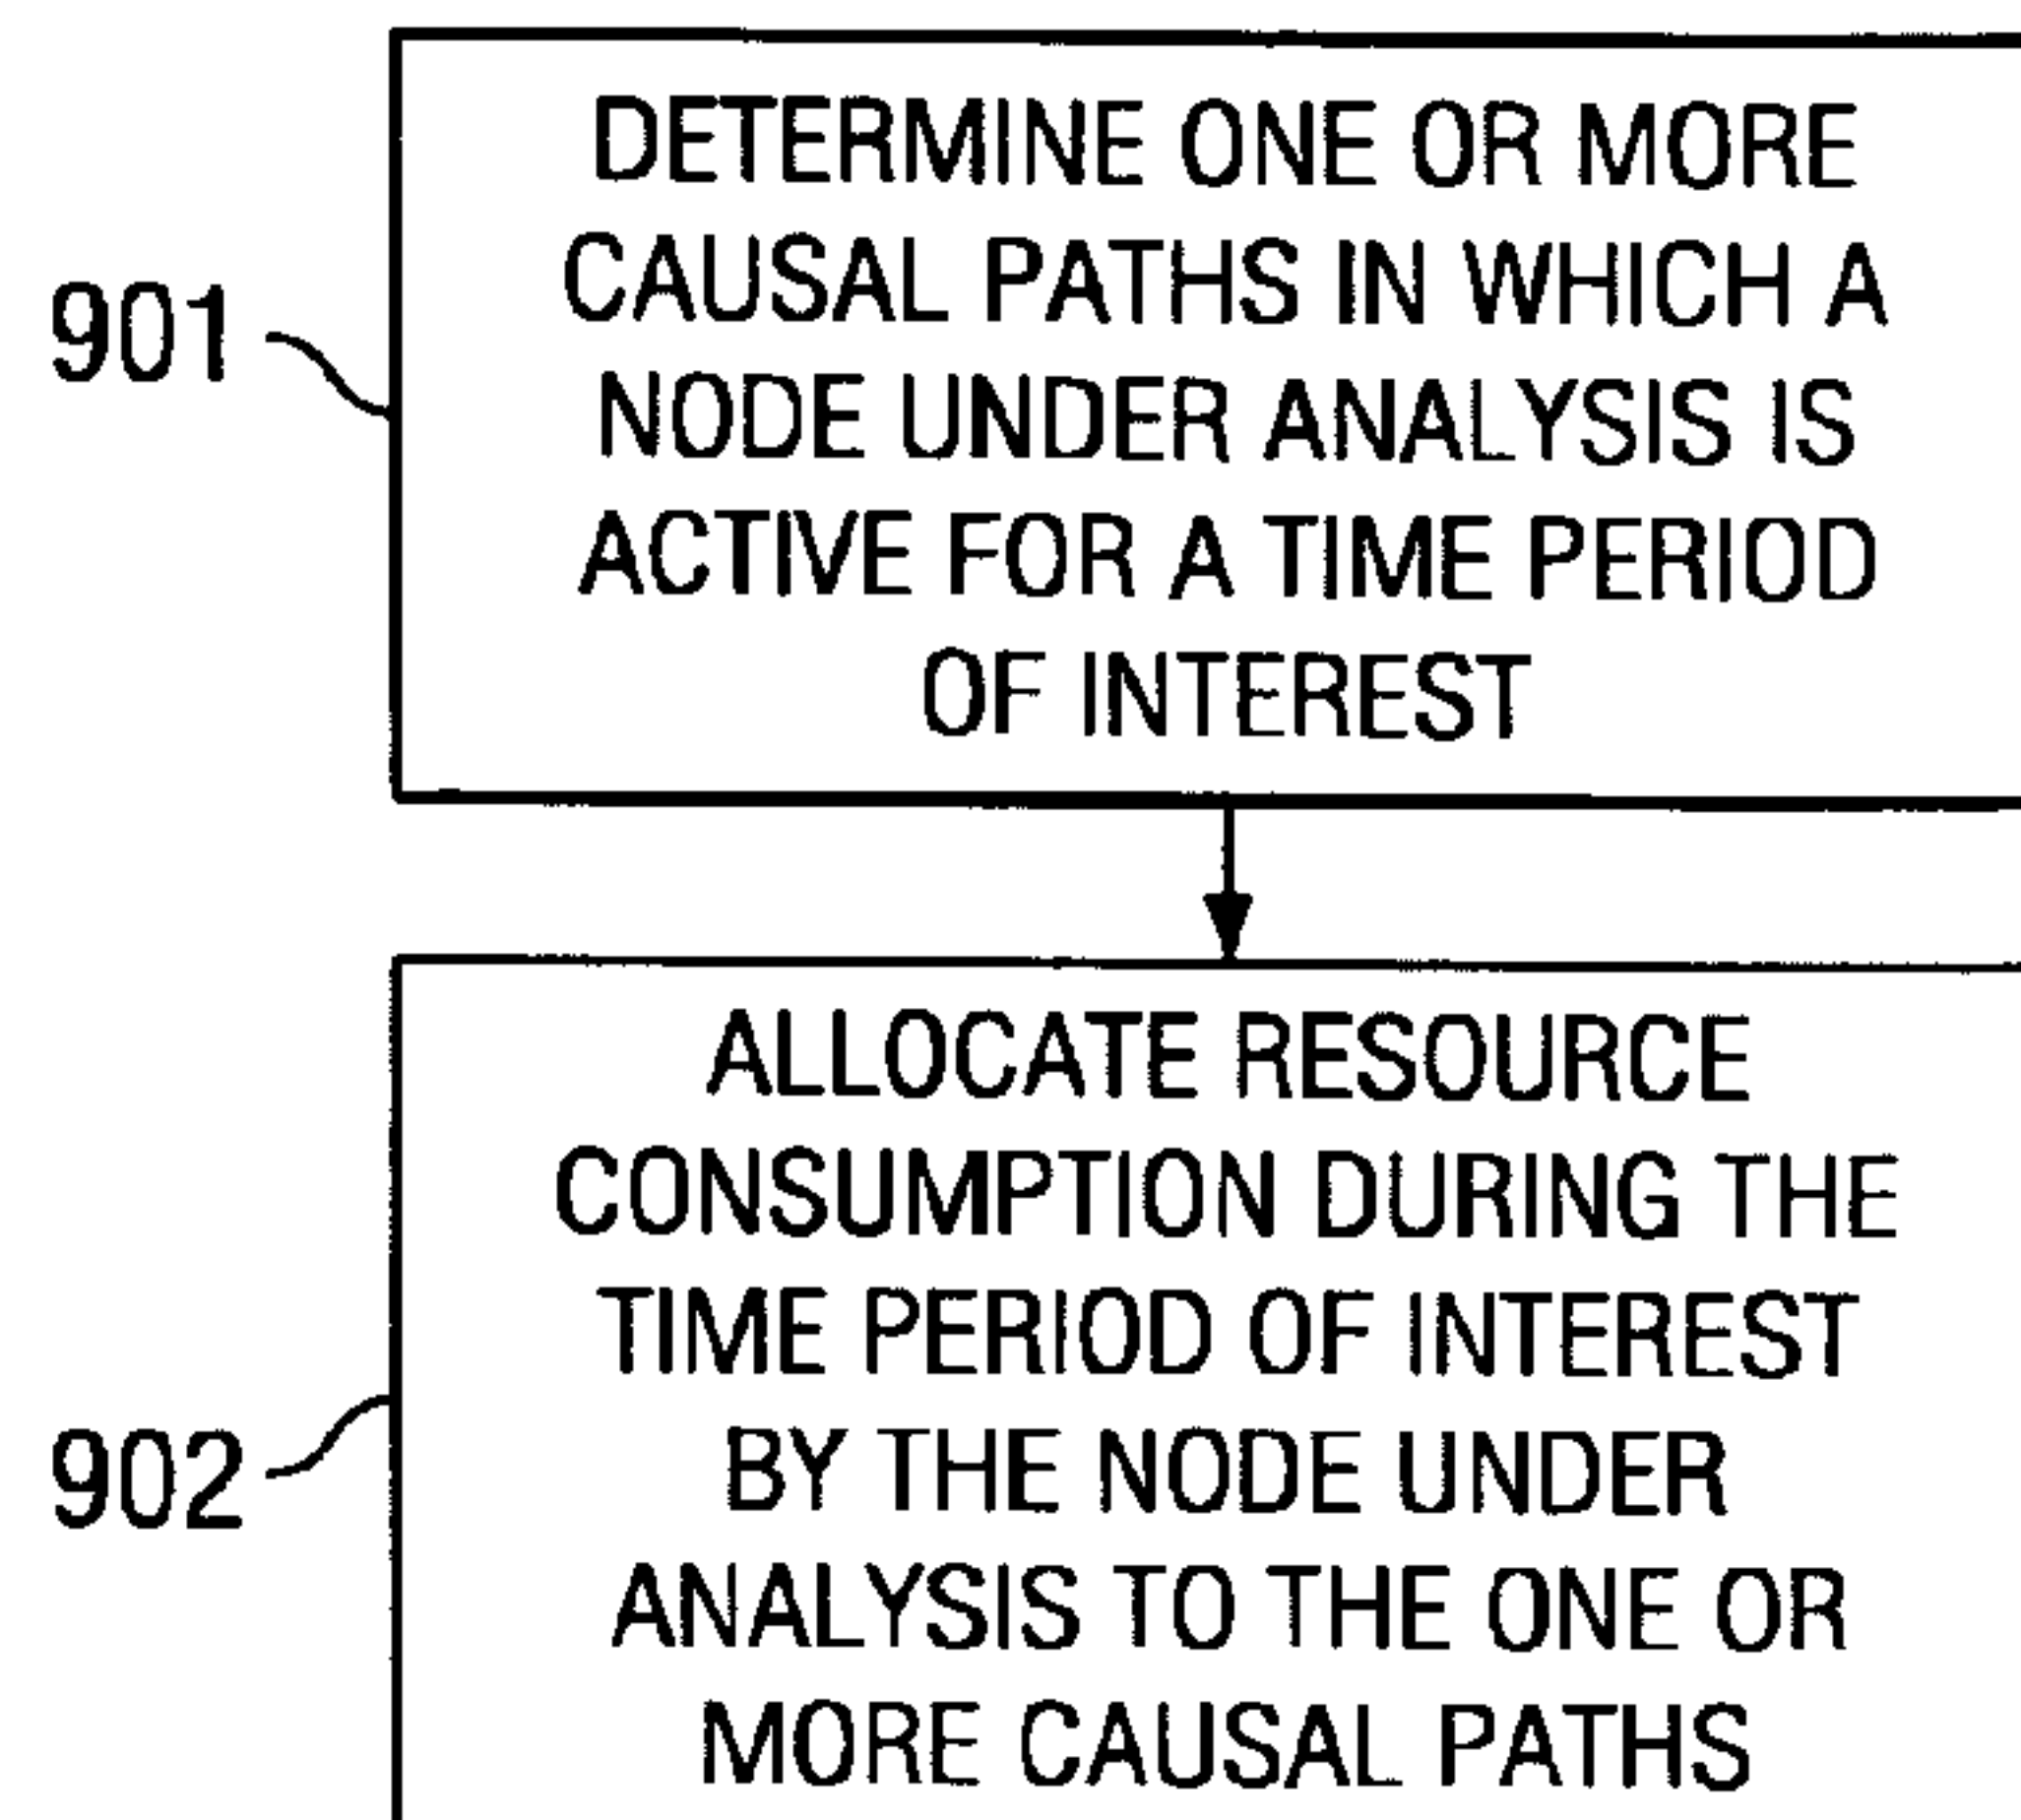 901
DETERMINE ONE OR MORE
CAUSAL PATHS IN WHICH A
NODE UNDER ANALYSIS IS
ACTIVE FOR A TIME PERIOD
OF INTEREST
902
ALLOCATE RESOURCE
CONSUMPTION DURING THE
TIME PERIOD OF INTEREST
BY THE NODE UNDER
ANALYSIS TO THE ONE OR
MORE CAUSAL PATHS